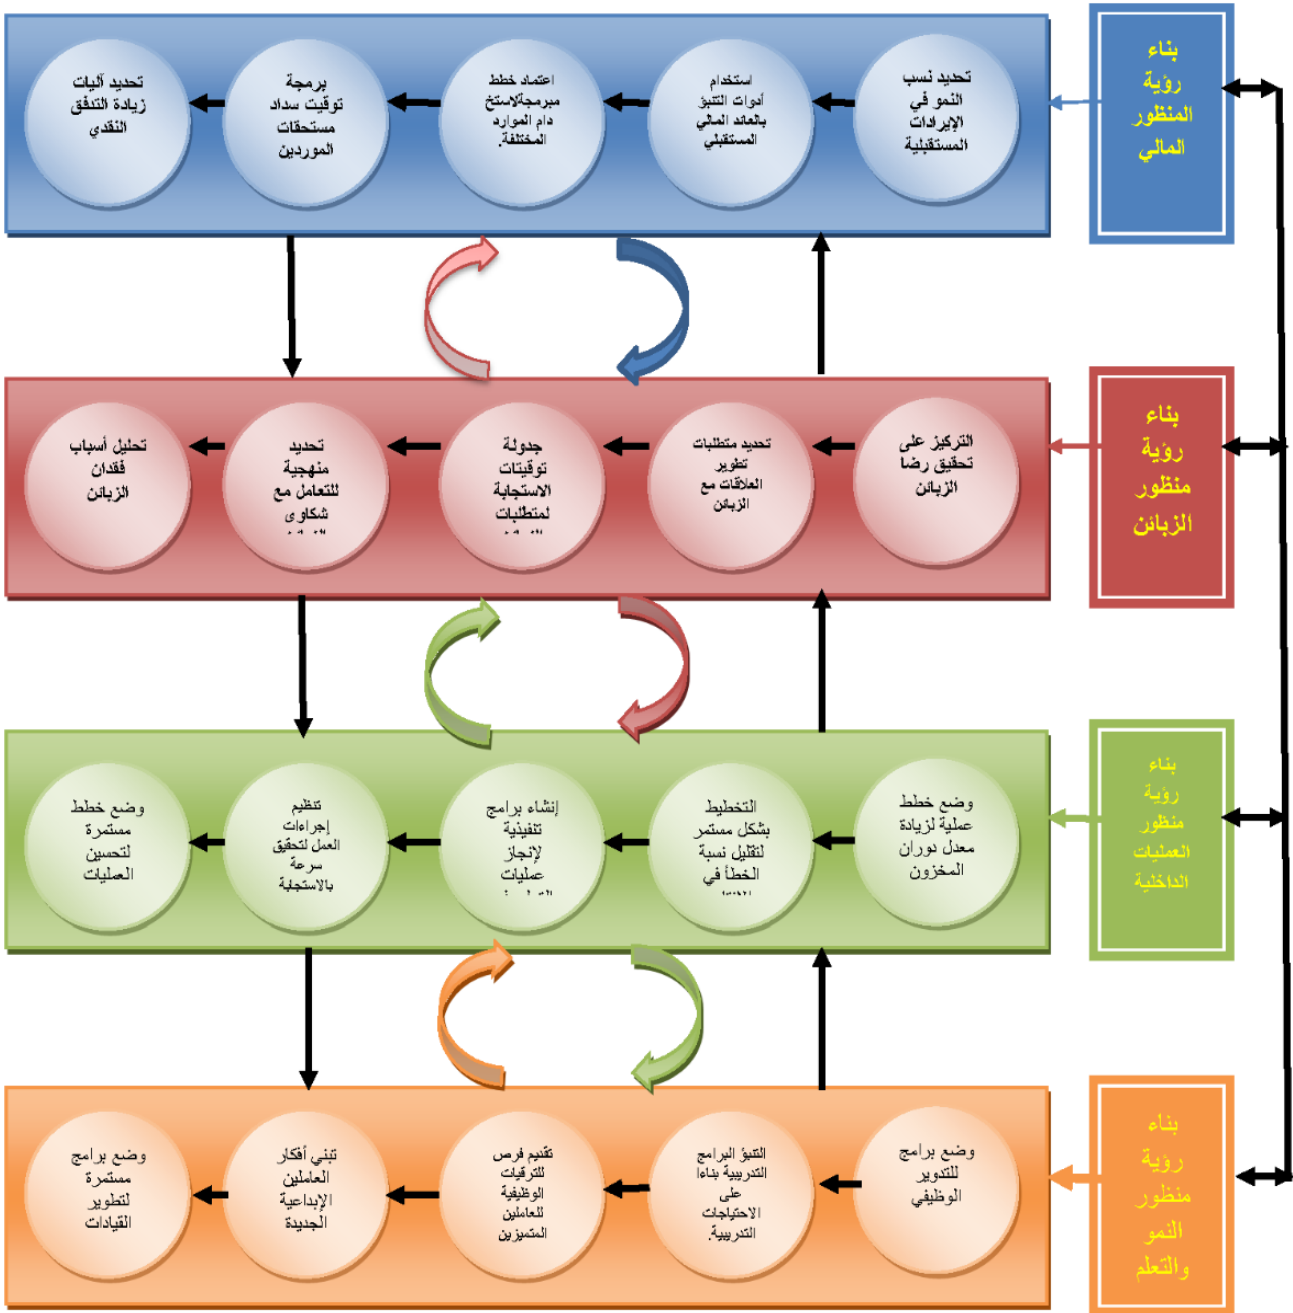 بناء
رؤية
المنظور
المالي
تحديد نسب
النمو في
الإيرادات
المستقبلية
استخدام
أدوات التنبؤ
بالعائد المالي
المستقبلي
اعتماد خطط
مبرمجةلاستخ
دام الموارد
المختلفة.
برمجة
توقيت سداد
مستحقات
الموردين
تحديد آليات
زيادة التدفق
النقدي
بناء
رؤية
منظور
الزبائن
التركيز على
تحقيق رضا
الزبائن
تحديد متطلبات
تطوير
العلاقات مع
الزبائن
جدولة
توقيتات
الاستجابة
لمتطلبات
تحديد
منهجية
للتعامل مع
شكاوى
تحليل أسباب
فقدان
الزبائن
بناء
رؤية
منظور
العمليات
الداخلية
وضع خطط
عملية لزيادة
معدل دوران
المخزون
التخطيط
بشكل مستمر
لتقليل نسبة
الخطأ في
إنشاء برامج
تنفيذية
لإنجاز
عمليات
تنظيم
إجراءات
العمل لتحقيق
سرعة
بالاستجابة
وضع خطط
مستمرة
لتحسين
العمليات
بناء
رؤية
منظور
النمو
والتعلم
وضع برامج
للتدوير
الوظيفي
التنبؤ البرامج
التدريبية بناءا
على
الاحتياجات
التدريبية.
تقديم فرص
للترقيات
الوظيفية
للعاملين
المتميزين
تبني أفكار
العاملين
الإبداعية
الجديدة
وضع برامج
مستمرة
لتطوير
القيادات